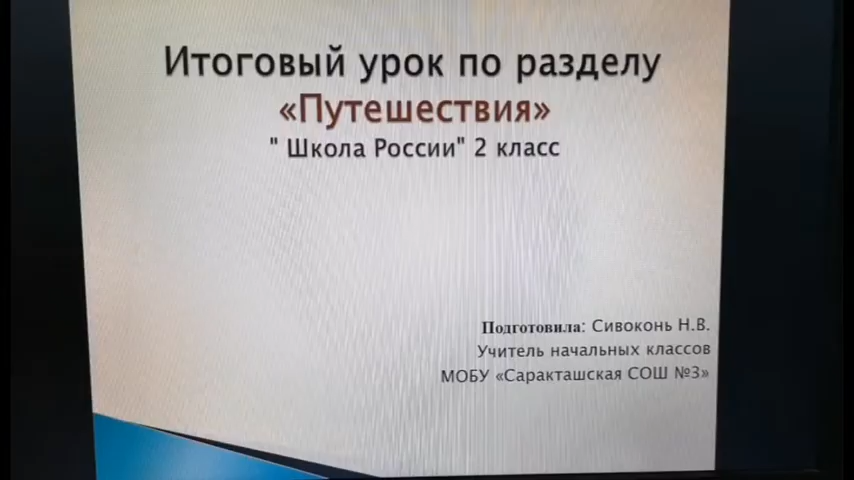 Итоговый урок по разделу
«Путешествия»
" Школа России" 2 класс
Подготовила: Сивоконь Н.В.
Учитель начальных классов
МОБУ «Саракташская СОШ №3»